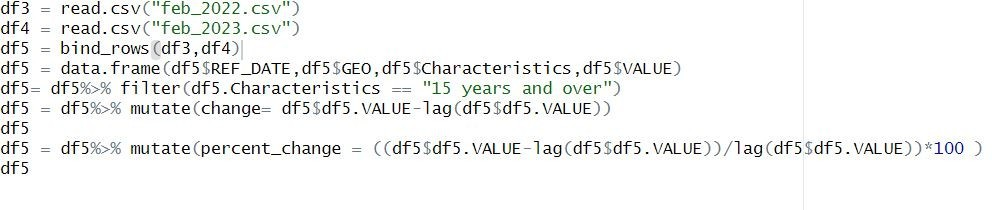 df3 = read.csv("feb_2022.csv")
df4 = read.csv("feb_2023.csv")
df5 = bind_rows(df3,df4)
df5 = data.frame(df5$REF_DATE,df5$GEO,df5$Characteristics,df5$VALUE)
df5= df5%>% filter(df5.Characteristics == "15 years and over")
df5 = df5%>% mutate(change= df5$df5.VALUE-lag(df5$df5.VALUE))
df5
df5 = df5%>% mutate(percent_change = ((df5$df5.VALUE-lag(df5$df5.VALUE))/lag(df5$df5.VALUE))*100 )
df5